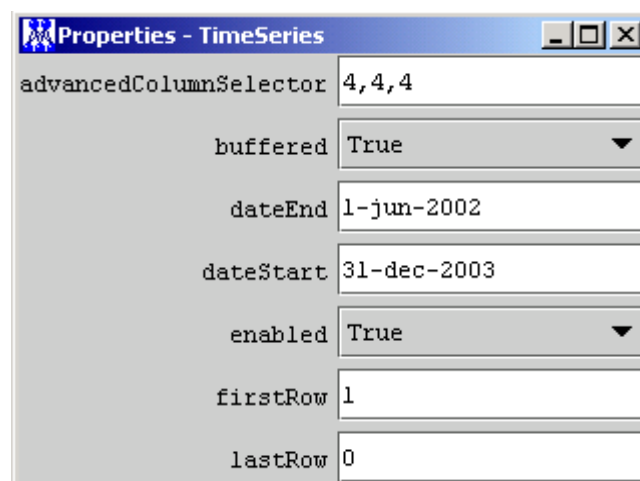 Properties - TimeSeries
advancedColumnSelector 4,4,4
buffered True
dateEnd 1-jun-2002
dateStart 31-dec-2003
enabled True
firstRow 1
lastRow 0